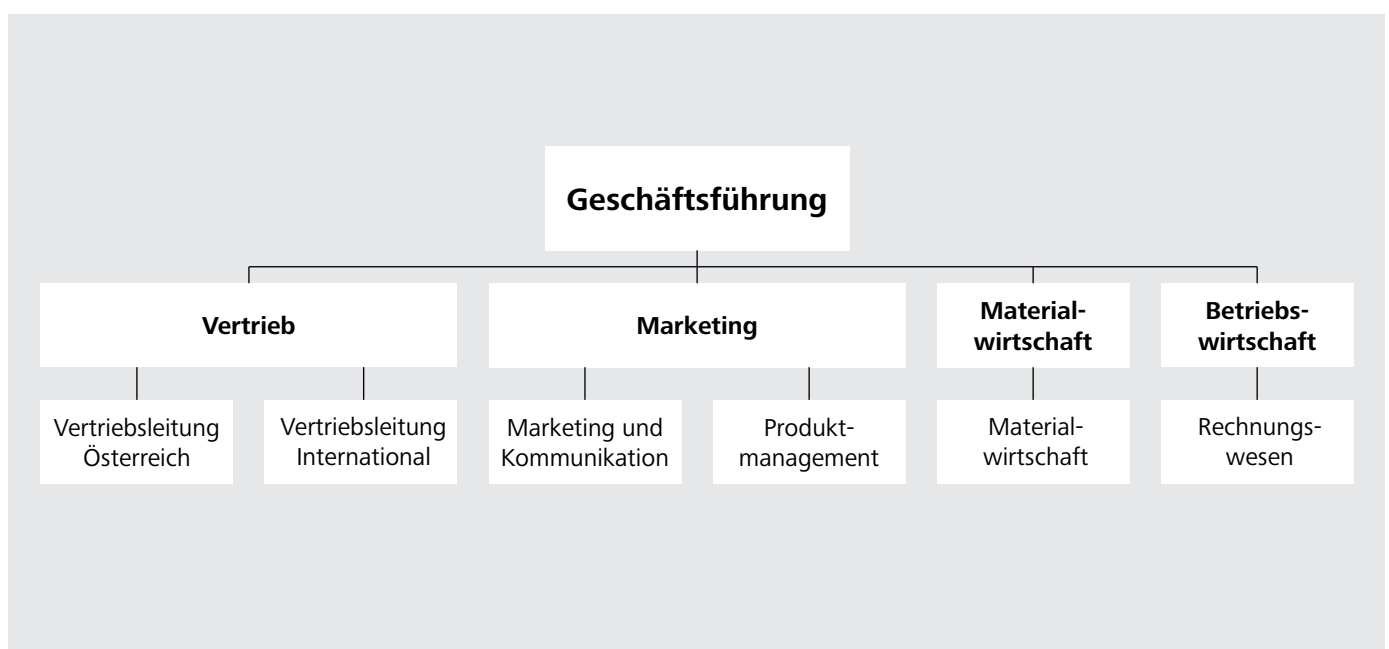 Geschäftsführung
Vertrieb
Marketing
Material-
wirtschaft
Betriebs-
wirtschaft
Vertriebsleitung
Österreich
Vertriebsleitung
International
Marketing und
Kommunikation
Produkt-
management
Material-
wirtschaft
Rechnungs-
wesen